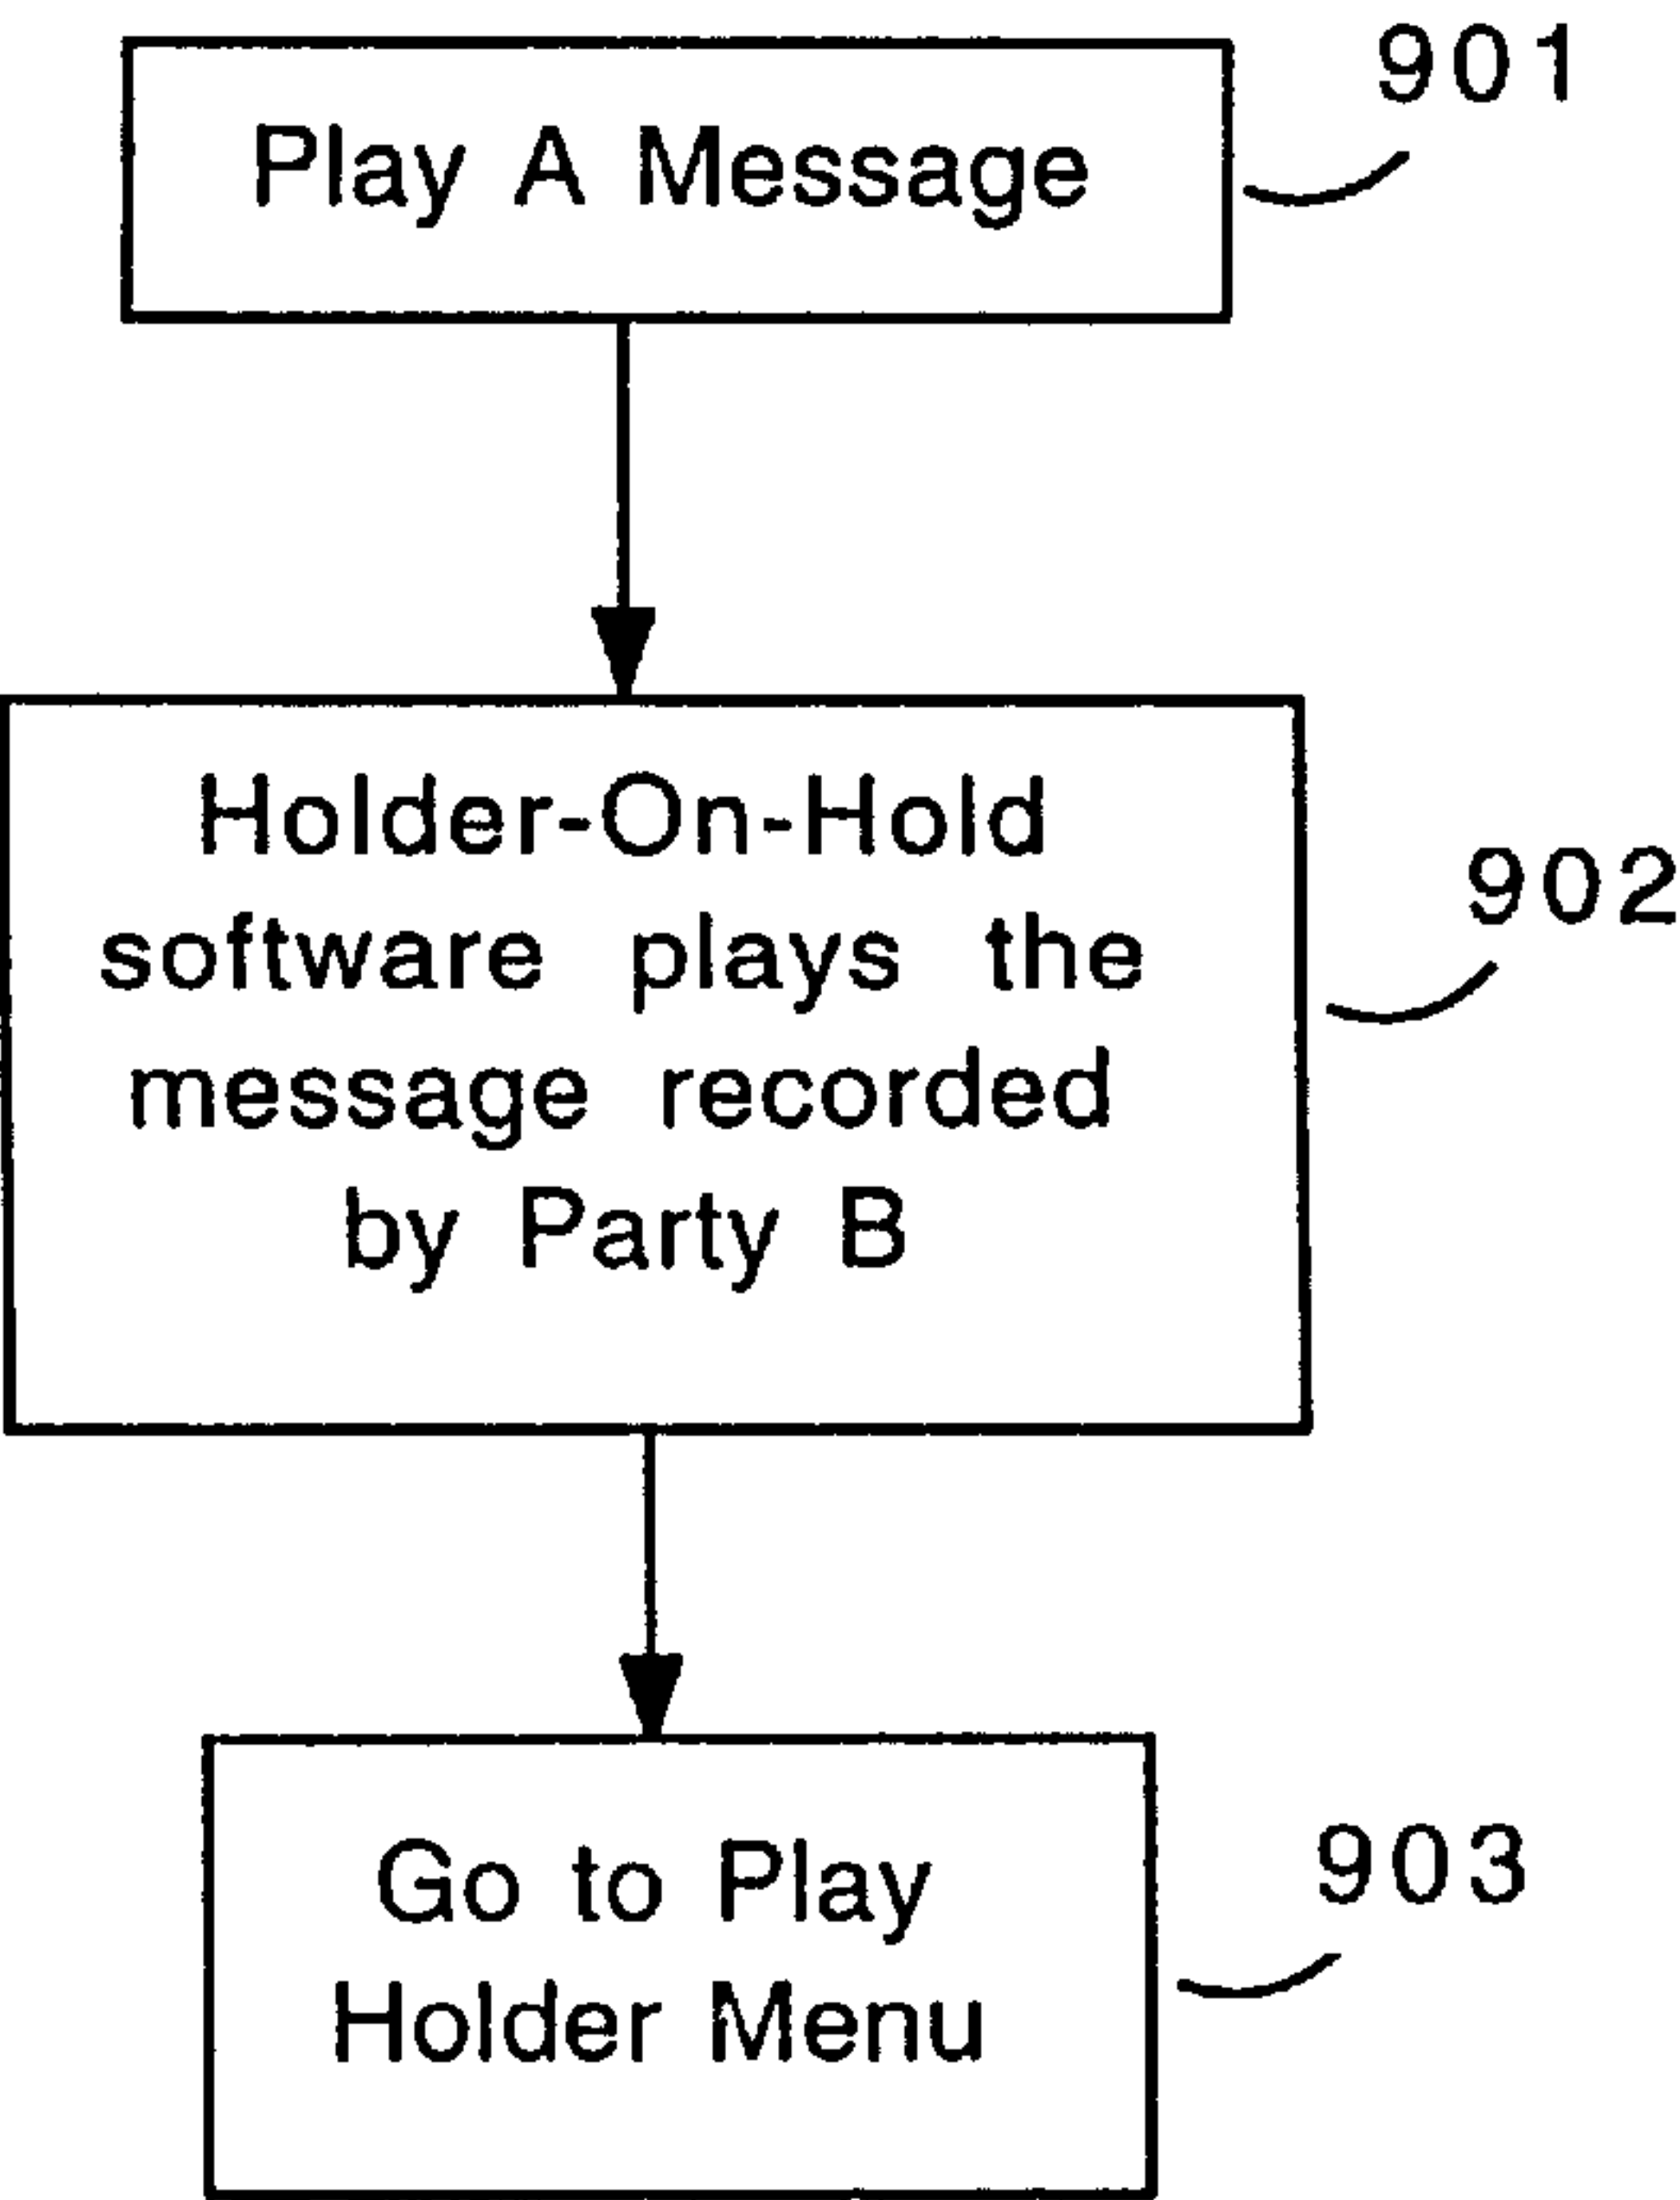 901
Play A Message
Holder-On-Hold
software plays the
message recorded
by Party B
902
Go to Play
Holder Menu
903